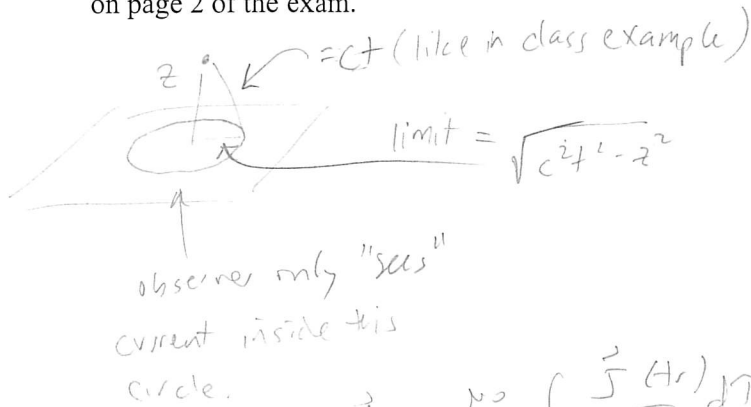 on page 2 of the exam.
= ct (like in class example)
z
limit = √(c²t² - z²)
observer only "sees"
current inside this
circle.
J (tr)